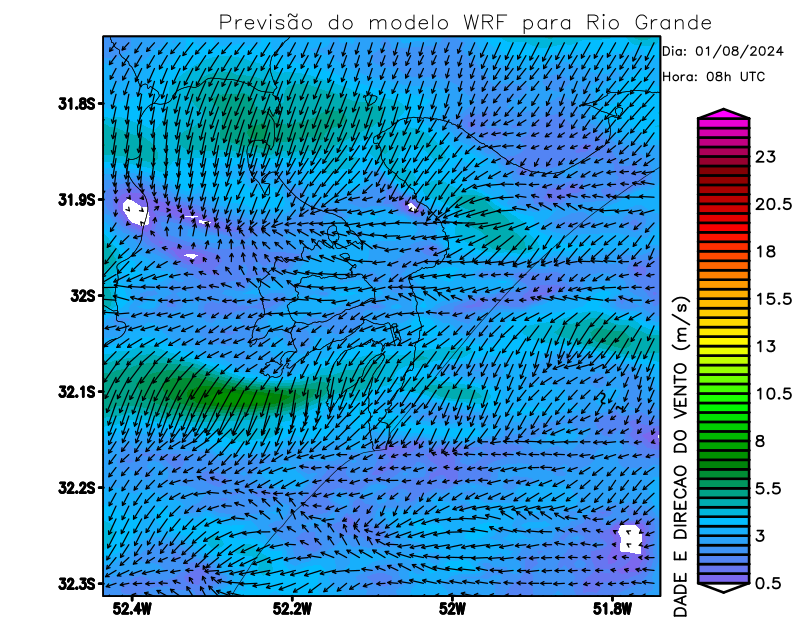 Previsão do modelo WRF para Rio Grande
Dia: 01/08/2024
Hora: 08h UTC
31.8S
31.9S
32S
32.1S
32.2S
32.3S
52.4W
52.2W
52W
51.8W
23
20.5
18
15.5
13
10.5
8
5.5
3
0.5
DADE E DIRECAO DO VENTO (m/s)